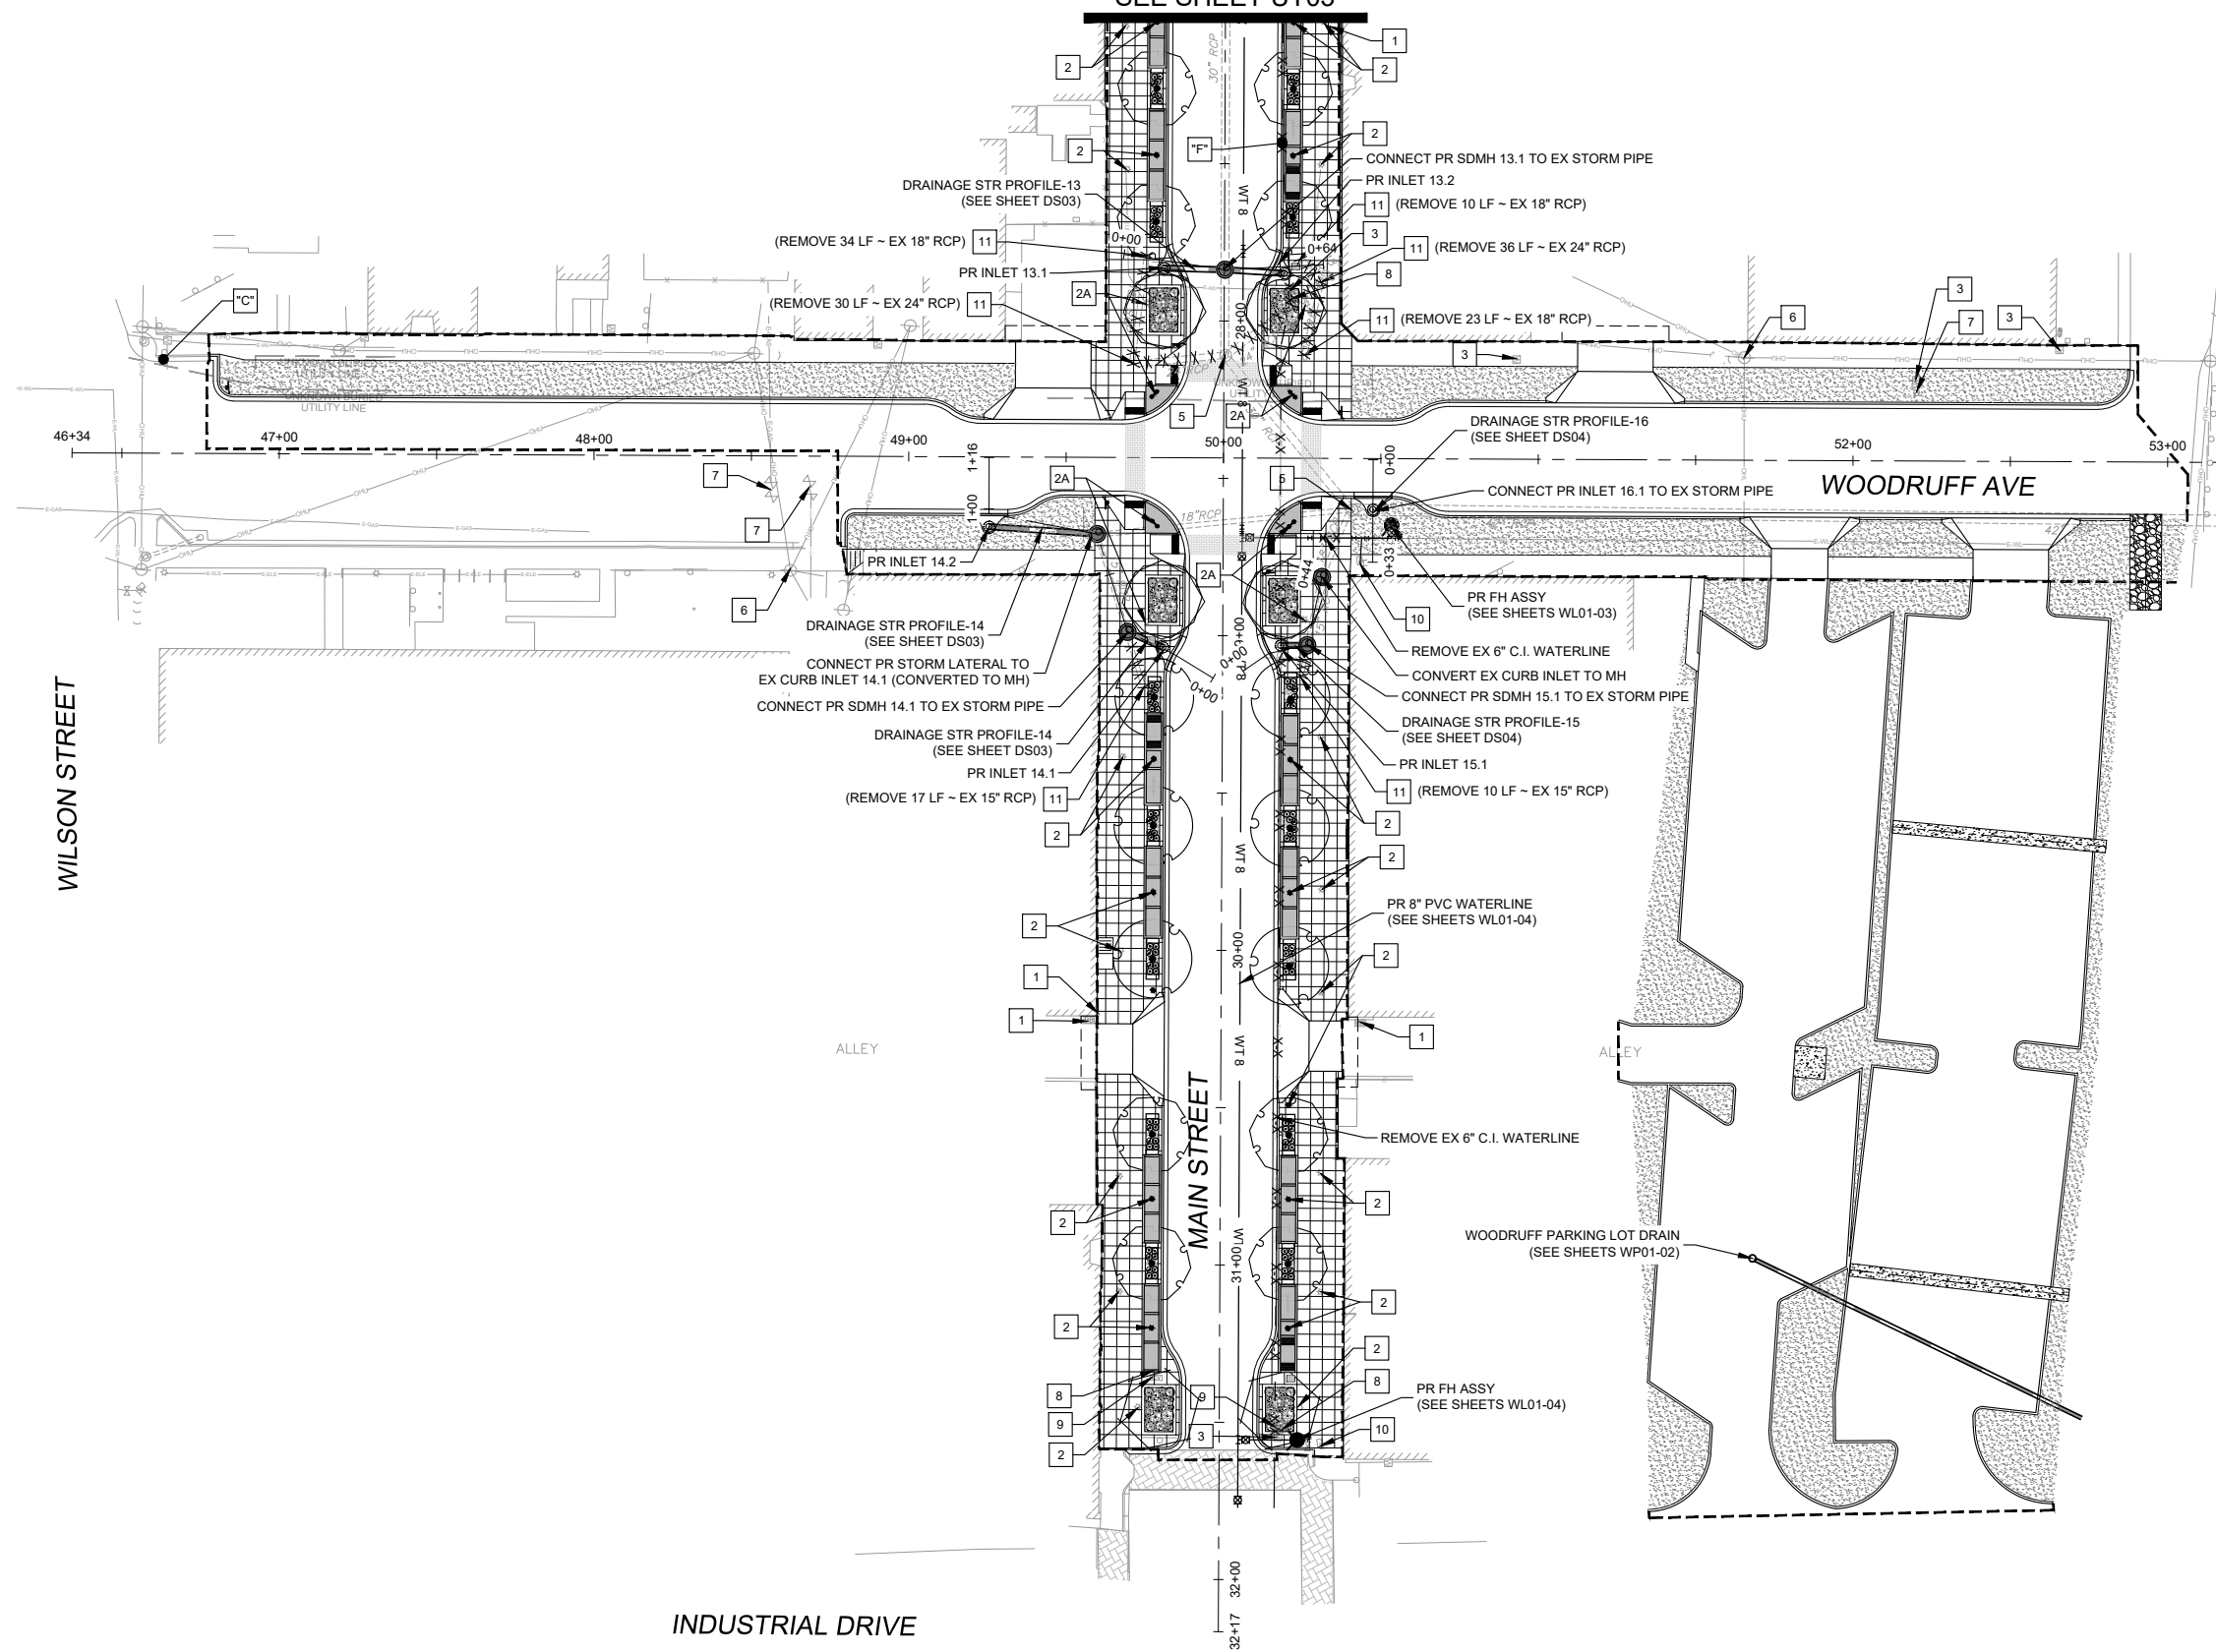 SEE SHEET UT03
30" RCP
1
2
2
2
2
"F"
WT 8
CONNECT PR SDMH 13.1 TO EX STORM PIPE
PR INLET 13.2
DRAINAGE STR PROFILE-13
(SEE SHEET DS03)
11 (REMOVE 10 LF ~ EX 18" RCP)
0+00
0+64
3
(REMOVE 34 LF ~ EX 18" RCP) 11
11 (REMOVE 36 LF ~ EX 24" RCP)
PR INLET 13.1
8
2A
(REMOVE 30 LF ~ EX 24" RCP) 11
"C"
28+00
11 (REMOVE 23 LF ~ EX 18" RCP)
6
3
7
3
3
UNKNOWN BURIED
UTILITY LINE
WT 8
5
2A
DRAINAGE STR PROFILE-16
(SEE SHEET DS04)
46+34
47+00
48+00
49+00
50+00
52+00
53+00
1+16
0+00
7
2A
5
CONNECT PR INLET 16.1 TO EX STORM PIPE
WOODRUFF AVE
1+00
18"RCP
7
42"
PR INLET 14.2
2A
0+44
0+33
6
10
PR FH ASSY
(SEE SHEETS WL01-03)
DRAINAGE STR PROFILE-14
(SEE SHEET DS03)
REMOVE EX 6" C.I. WATERLINE
CONNECT PR STORM LATERAL TO
EX CURB INLET 14.1 (CONVERTED TO MH)
0+00
0+00
CONVERT EX CURB INLET TO MH
CONNECT PR SDMH 14.1 TO EX STORM PIPE
CONNECT PR SDMH 15.1 TO EX STORM PIPE
DRAINAGE STR PROFILE-14
(SEE SHEET DS03)
DRAINAGE STR PROFILE-15
(SEE SHEET DS04)
PR INLET 14.1
PR INLET 15.1
(REMOVE 17 LF ~ EX 15" RCP) 11
11 (REMOVE 10 LF ~ EX 15" RCP)
WILSON STREET
2
2
WT 8
2
PR 8" PVC WATERLINE
(SEE SHEETS WL01-04)
2
30+00
2
1
1
1
ALLEY
WT 8
ALLEY
REMOVE EX 6" C.I. WATERLINE
MAIN STREET
2
2
WOODRUFF PARKING LOT DRAIN
(SEE SHEETS WP01-02)
31+00
2
2
2
8
9
8
PR FH ASSY
(SEE SHEETS WL01-04)
9
3
10
2
32+00
32+17
INDUSTRIAL DRIVE